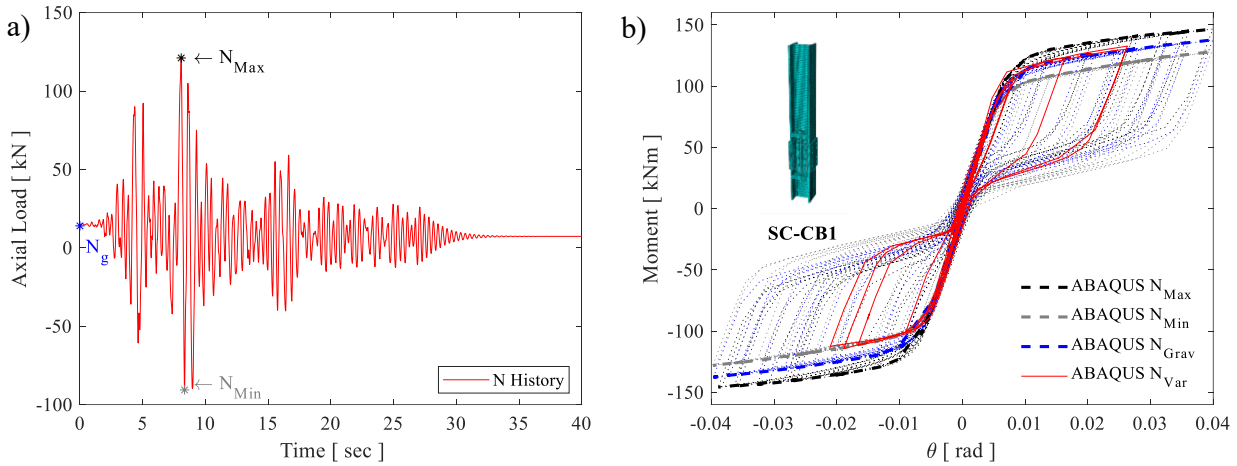 a)
150
100
50
0
-50
-100
Axial Load [ kN ]
0
5
10
15
20
25
30
35
40
Time [ sec ]
← N_Max
N_g
← N_Min
N History
b)
150
100
50
0
-50
-100
-150
Moment [ kNm ]
-0.04
-0.03
-0.02
-0.01
0
0.01
0.02
0.03
0.04
θ [ rad ]
SC-CB1
ABAQUS N_Max
ABAQUS N_Min
ABAQUS N_Grav
ABAQUS N_Var